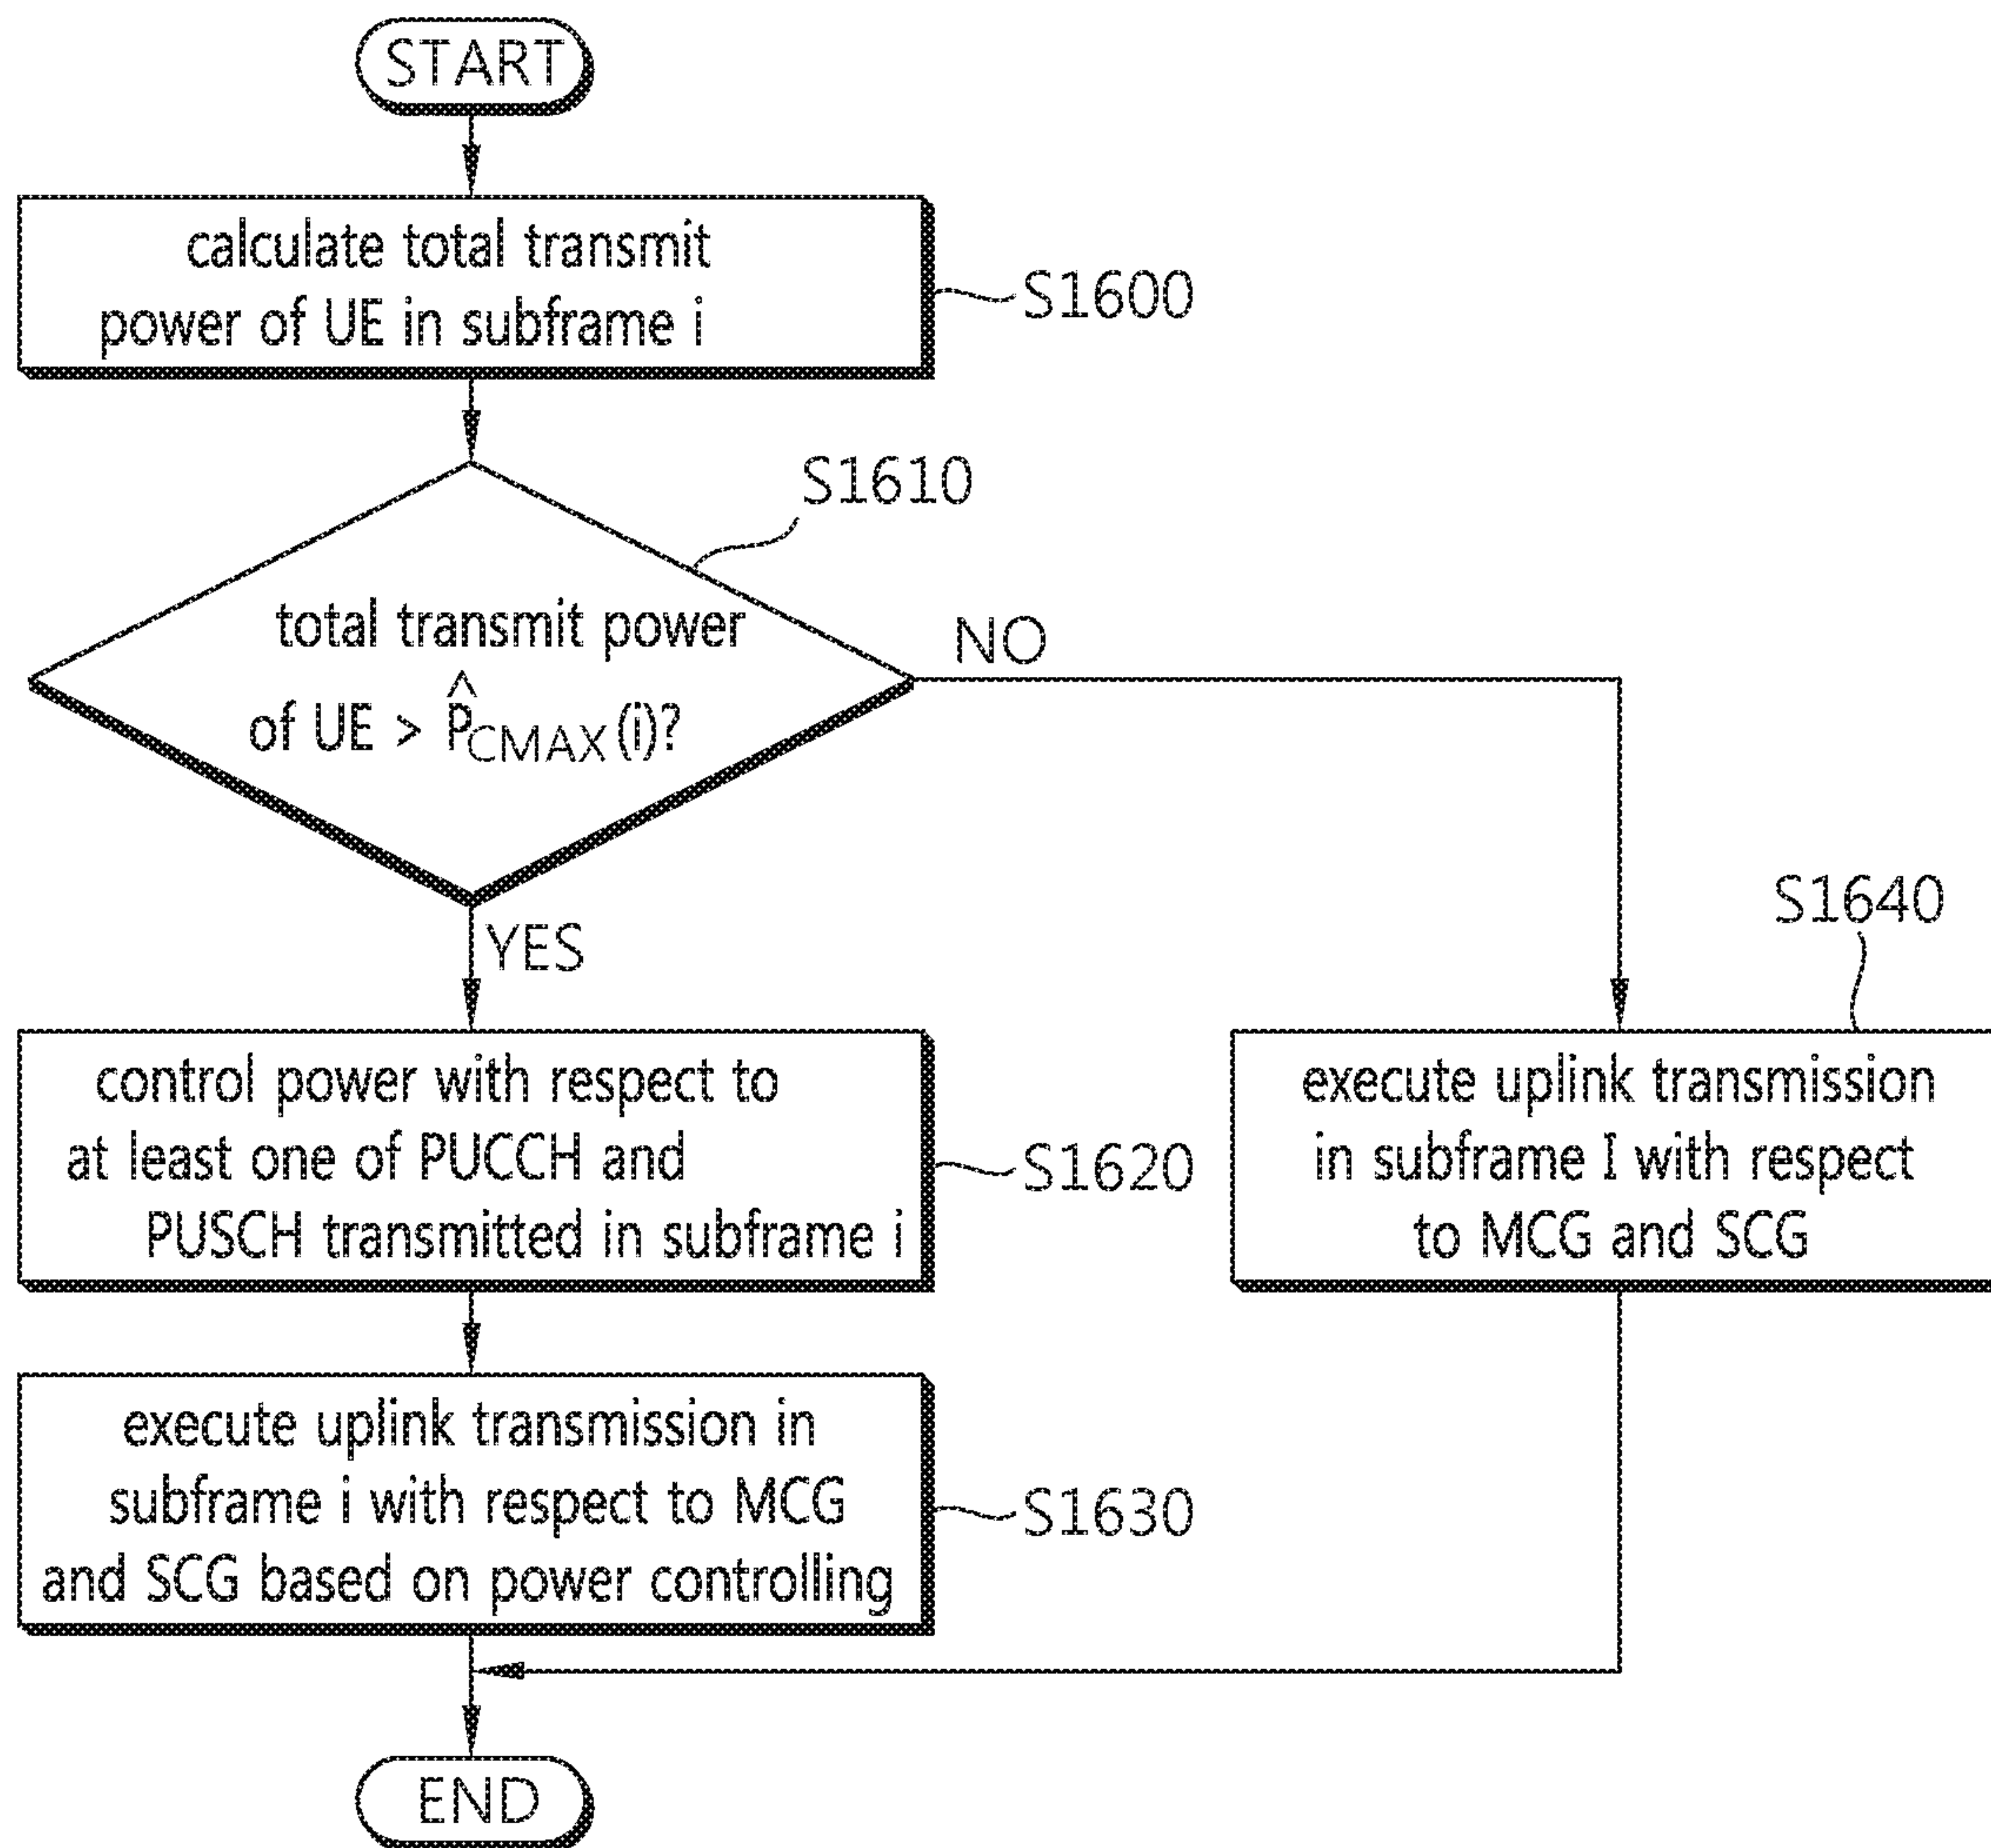 START
calculate total transmit
power of UE in subframe i
S1600
S1610
total transmit power
of UE > P̂CMAX(i)?
NO
YES
S1640
control power with respect to
at least one of PUCCH and
PUSCH transmitted in subframe i
S1620
execute uplink transmission
in subframe I with respect
to MCG and SCG
execute uplink transmission in
subframe i with respect to MCG
and SCG based on power controlling
S1630
END